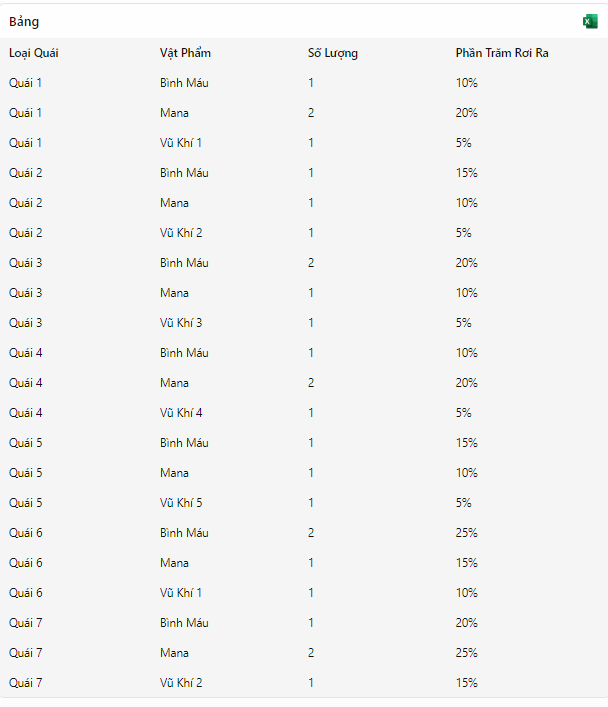 Bảng
Loại Quái Vật Phẩm Số Lượng Phần Trăm Rơi Ra
Quái 1 Bình Máu 1 10%
Quái 1 Mana 2 20%
Quái 1 Vũ Khí 1 1 5%
Quái 2 Bình Máu 1 15%
Quái 2 Mana 1 10%
Quái 2 Vũ Khí 2 1 5%
Quái 3 Bình Máu 2 20%
Quái 3 Mana 1 10%
Quái 3 Vũ Khí 3 1 5%
Quái 4 Bình Máu 1 10%
Quái 4 Mana 2 20%
Quái 4 Vũ Khí 4 1 5%
Quái 5 Bình Máu 1 15%
Quái 5 Mana 1 10%
Quái 5 Vũ Khí 5 1 5%
Quái 6 Bình Máu 2 25%
Quái 6 Mana 1 15%
Quái 6 Vũ Khí 1 1 10%
Quái 7 Bình Máu 1 20%
Quái 7 Mana 2 25%
Quái 7 Vũ Khí 2 1 15%